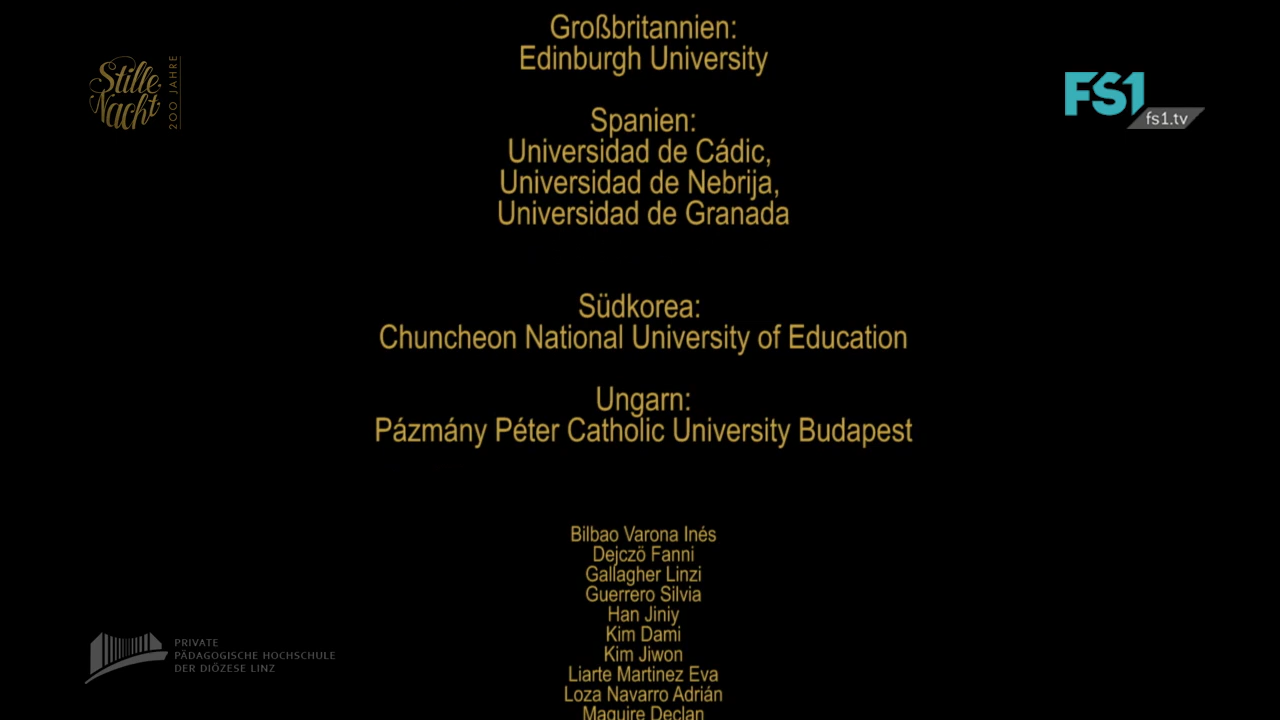 Großbritannien:
Edinburgh University
Stille
Nacht
200 JAHRE
FS1
fs1.tv
Spanien:
Universidad de Cádic,
Universidad de Nebrija,
Universidad de Granada
Südkorea:
Chuncheon National University of Education
Ungarn:
Pázmány Péter Catholic University Budapest
Bilbao Varona Inés
Dejczö Fanni
Gallagher Linzi
Guerrero Silvia
Han Jiniy
Kim Dami
Kim Jiwon
Liarte Martinez Eva
Loza Navarro Adrián
Maguire Declan
PRIVATE
PÄDAGOGISCHE HOCHSCHULE
DER DIÖZESE LINZ